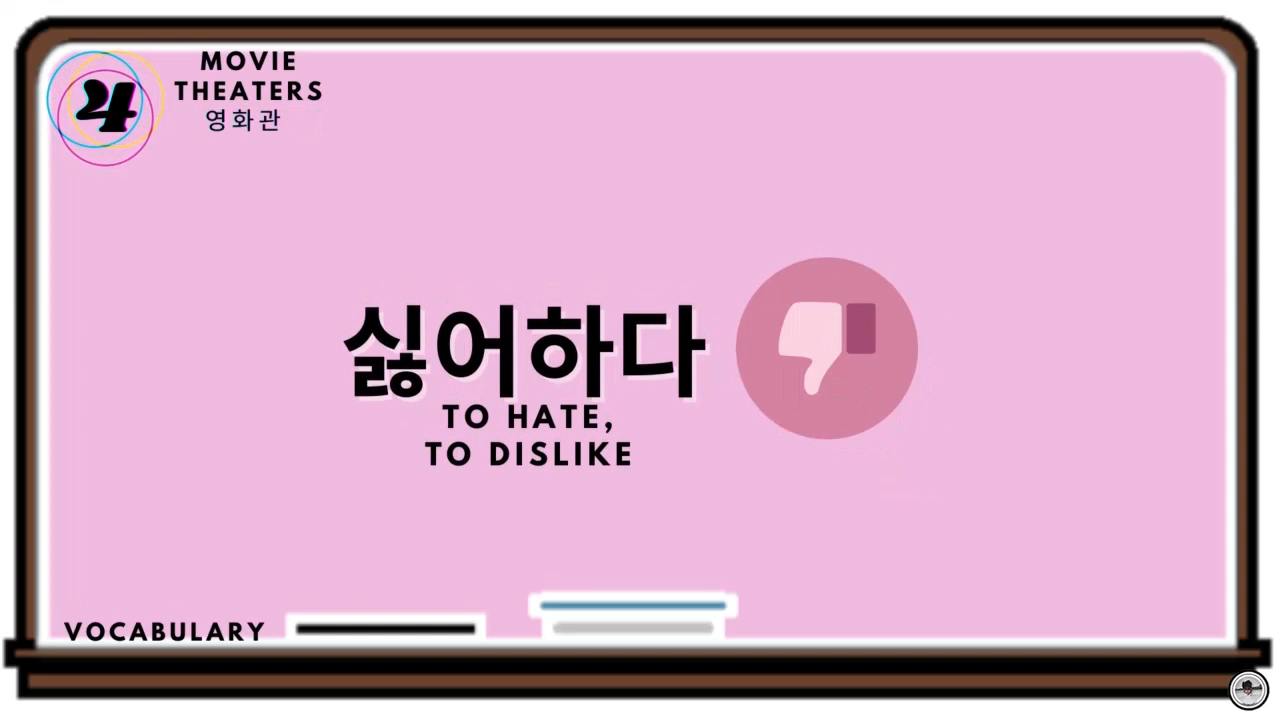 4
MOVIE
THEATERS
영화관
싫어하다
TO HATE,
TO DISLIKE
VOCABULARY